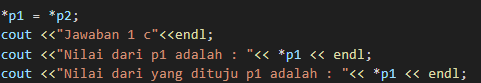 *p1 = *p2;
cout <<"Jawaban 1 c"<<endl;
cout <<"Nilai dari p1 adalah : "<< *p1 << endl;
cout <<"Nilai dari yang dituju p1 adalah : "<< *p1 << endl;